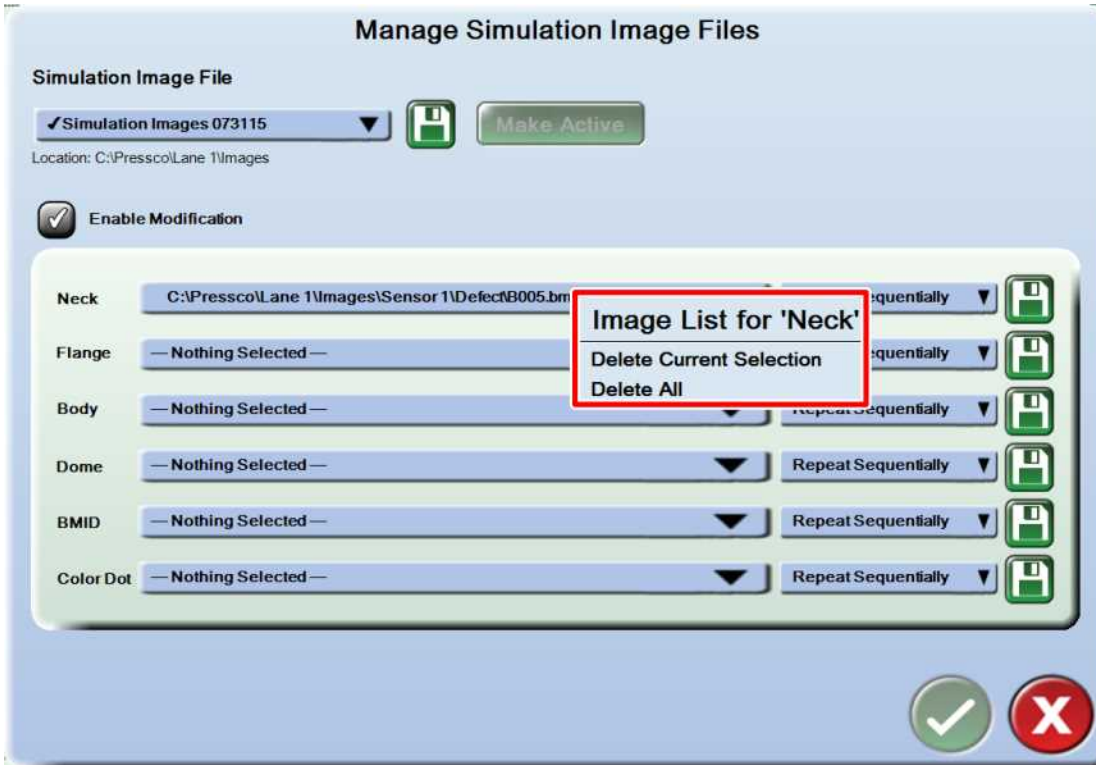 Manage Simulation Image Files
Simulation Image File
✓Simulation Images 073115
Make Active
Location: C:\Pressco\Lane 1\Images
Enable Modification
Neck C:\Pressco\Lane 1\Images\Sensor 1\Defect\B005.bm equentially
Image List for 'Neck'
Flange — Nothing Selected — equentially
Delete Current Selection
Delete All
Body — Nothing Selected — Repeat Sequentially
Dome — Nothing Selected — Repeat Sequentially
BMID — Nothing Selected — Repeat Sequentially
Color Dot — Nothing Selected — Repeat Sequentially